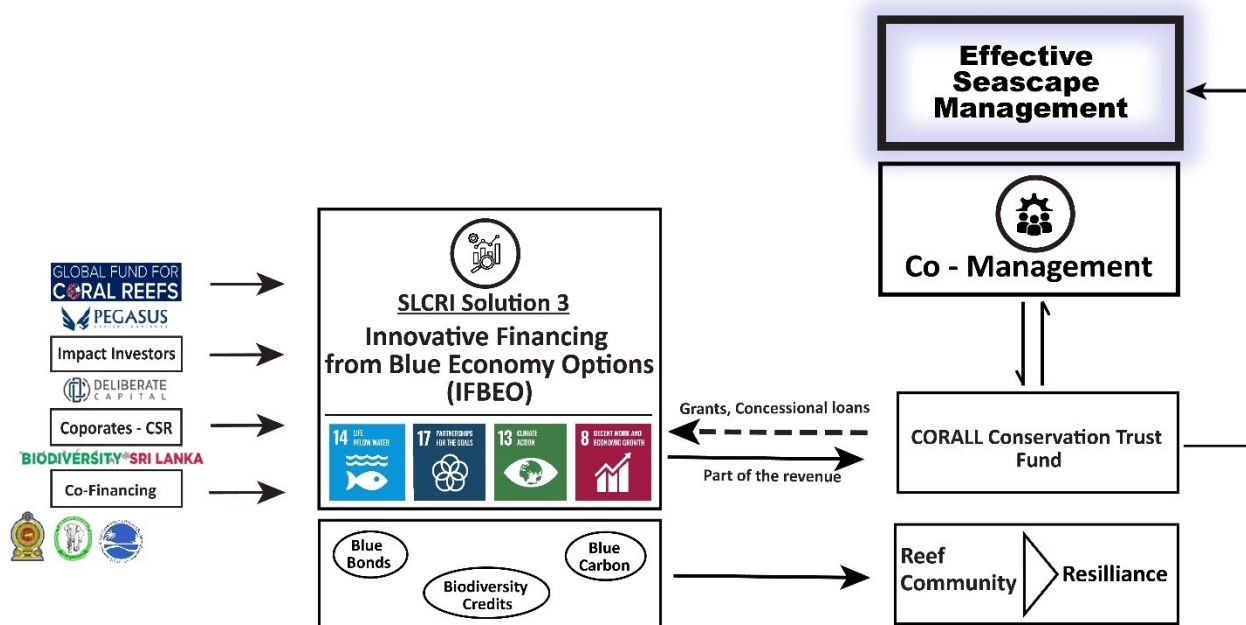 Effective
Seascape
Management
Co - Management
GLOBAL FUND FOR
CORAL REEFS
PEGASUS
CAPITAL ADVISORS
Impact Investors
DELIBERATE
CAPITAL
Coporates - CSR
BIODIVERSITY SRI LANKA
Co-Financing
SLCRI Solution 3
Innovative Financing
from Blue Economy Options
(IFBEO)
14 LIFE
BELOW WATER
17 PARTNERSHIPS
FOR THE GOALS
13 CLIMATE
ACTION
8 DECENT WORK AND
ECONOMIC GROWTH
Grants, Concessional loans
Part of the revenue
CORALL Conservation Trust
Fund
Blue
Bonds
Biodiversity
Credits
Blue
Carbon
Reef
Community
Resilliance